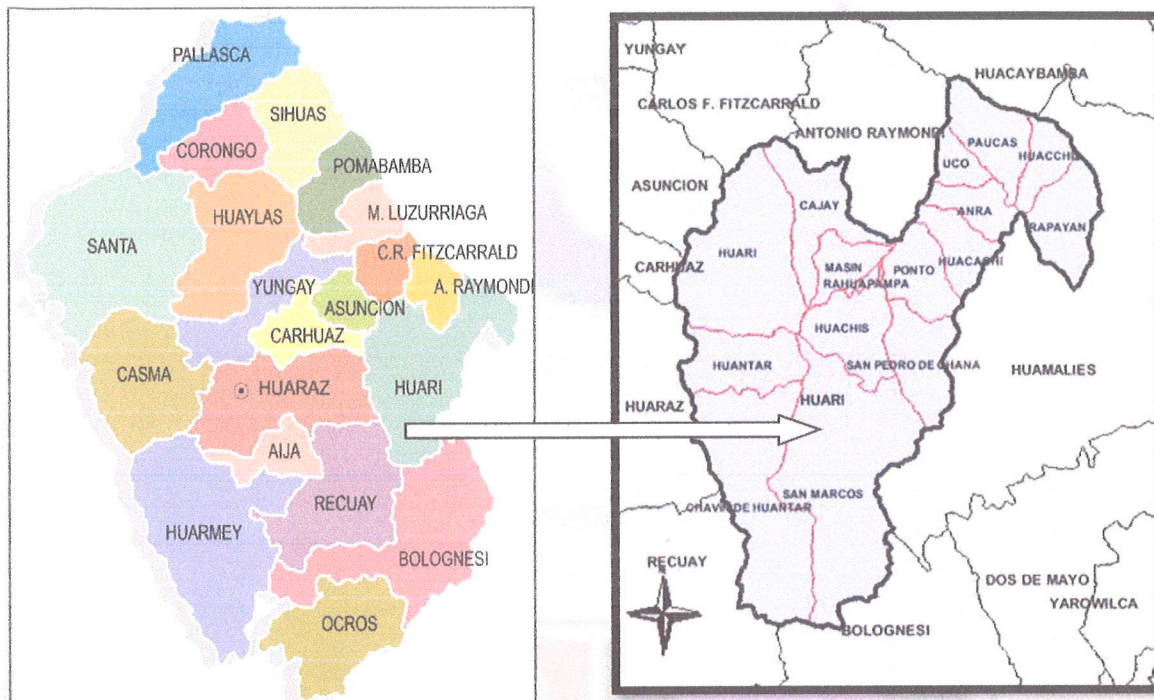 PALLASCA
SIHUAS
CORONGO
POMABAMBA
HUAYLAS
M. LUZURRIAGA
SANTA
C.R. FITZCARRALD
YUNGAY
A. RAYMONDI
ASUNCION
CARHUAZ
CASMA
HUARAZ
HUARI
AIJA
RECUAY
HUARMEY
BOLOGNESI
OCROS
YUNGAY
HUACAYBAMBA
CARLOS F. FITZCARRALD
ANTONIO RAYMONDI
PAUCAS
HUACCHIL
UCO
ASUNCION
CAJAY
ANRA
RAPAYAN
HUARI
CARHUAZ
MASIN
PONTO
HUACACHI
RAHUAPAMPA
HUACHIS
HUANTAR
SAN PEDRO DE CHANA
HUAMALIES
HUARAZ
HUARI
SAN MARCOS
CHAVIN DE HUANTAR
RECUAY
DOS DE MAYO
YAROWILCA
BOLOGNESI